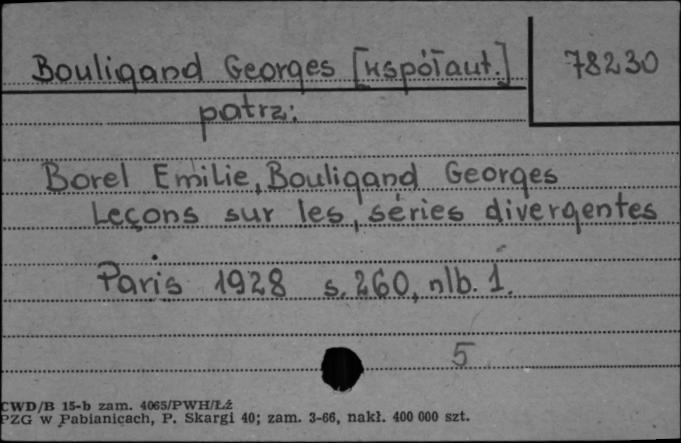 Bouligand Georges [współaut.]
78230
patrz:
Borel Emilie, Bouligand Georges
Leçons sur les séries divergentes
Paris 1928 s. 260, nlb. 1.
5
CWD/B 15-b zam. 4065/PWH/Łź
PZG w Pabianicach, P. Skargi 40; zam. 3-66, nakł. 400 000 szt.